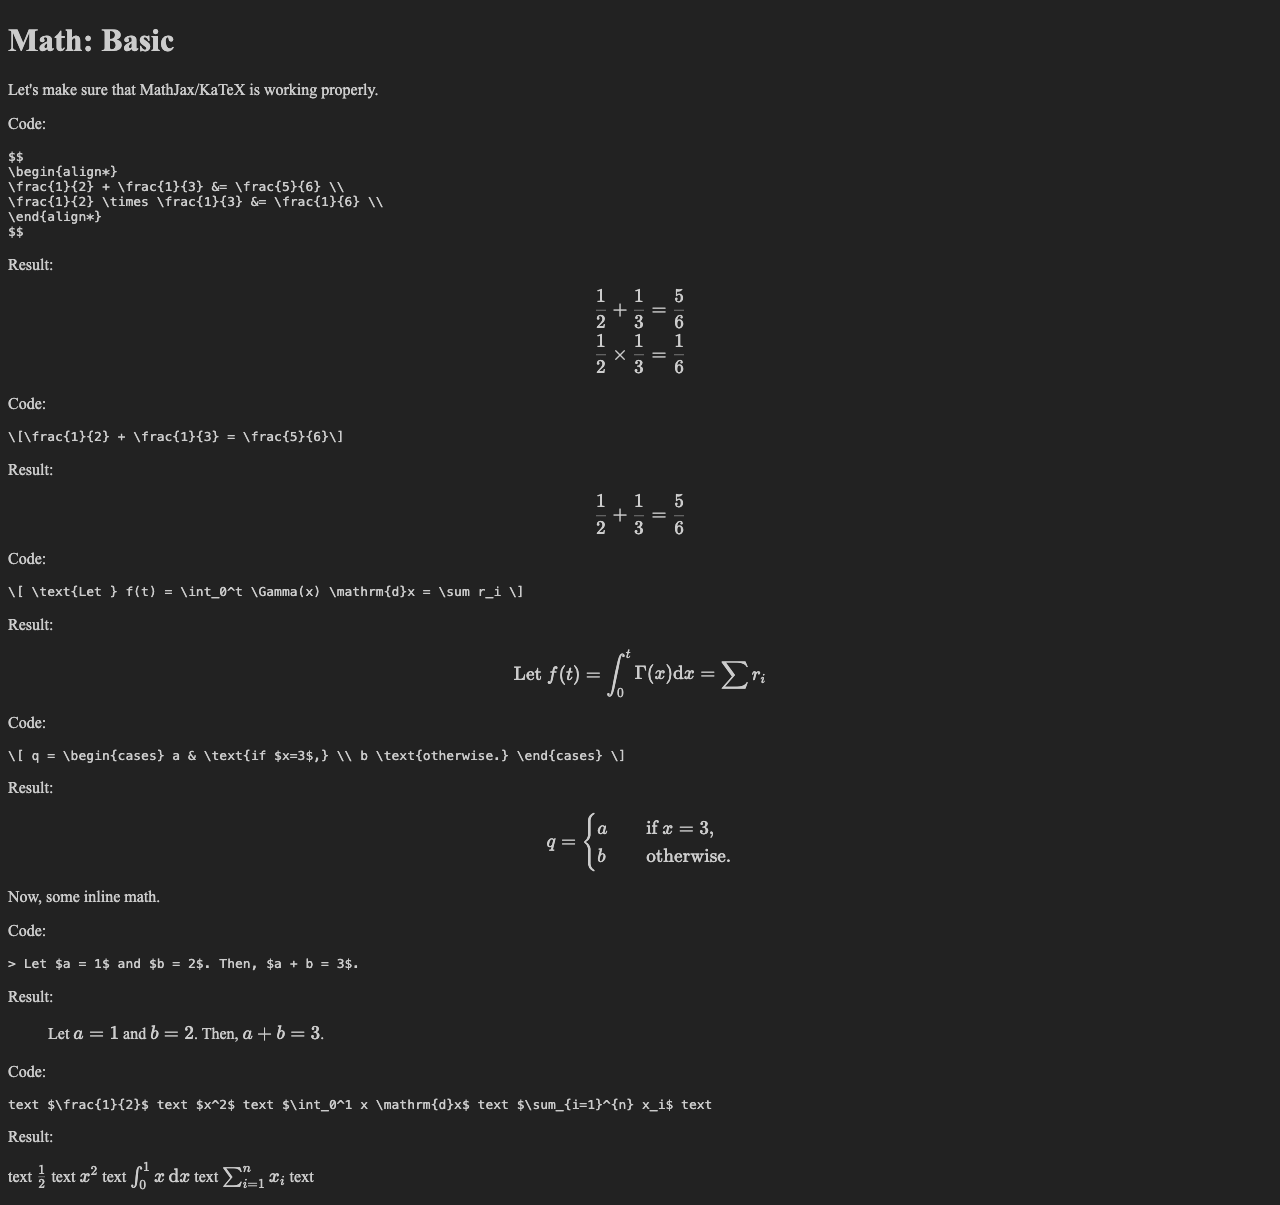 Math: Basic
Let's make sure that MathJax/KaTeX is working properly.
Code:
$$
\begin{align*}
\frac{1}{2} + \frac{1}{3} &= \frac{5}{6} \\
\frac{1}{2} \times \frac{1}{3} &= \frac{1}{6} \\
\end{align*}
$$
Result:
\frac{1}{2} + \frac{1}{3} = \frac{5}{6}
\frac{1}{2} \times \frac{1}{3} = \frac{1}{6}
Code:
\[\frac{1}{2} + \frac{1}{3} = \frac{5}{6}\]
Result:
\frac{1}{2} + \frac{1}{3} = \frac{5}{6}
Code:
\[ \text{Let } f(t) = \int_0^t \Gamma(x) \mathrm{d}x = \sum r_i \]
Result:
Let f(t) = \int_0^t \Gamma(x) \mathrm{d}x = \sum r_i
Code:
\[ q = \begin{cases} a & \text{if $x=3$,} \\ b \text{otherwise.} \end{cases} \]
Result:
q = \begin{cases} a & \text{if } x = 3, \\ b & \text{otherwise.} \end{cases}
Now, some inline math.
Code:
> Let $a = 1$ and $b = 2$. Then, $a + b = 3$.
Result:
Let a = 1 and b = 2. Then, a + b = 3.
Code:
text $\frac{1}{2}$ text $x^2$ text $\int_0^1 x \mathrm{d}x$ text $\sum_{i=1}^{n} x_i$ text
Result:
text \frac{1}{2} text x^2 text \int_0^1 x \mathrm{d}x text \sum_{i=1}^{n} x_i text